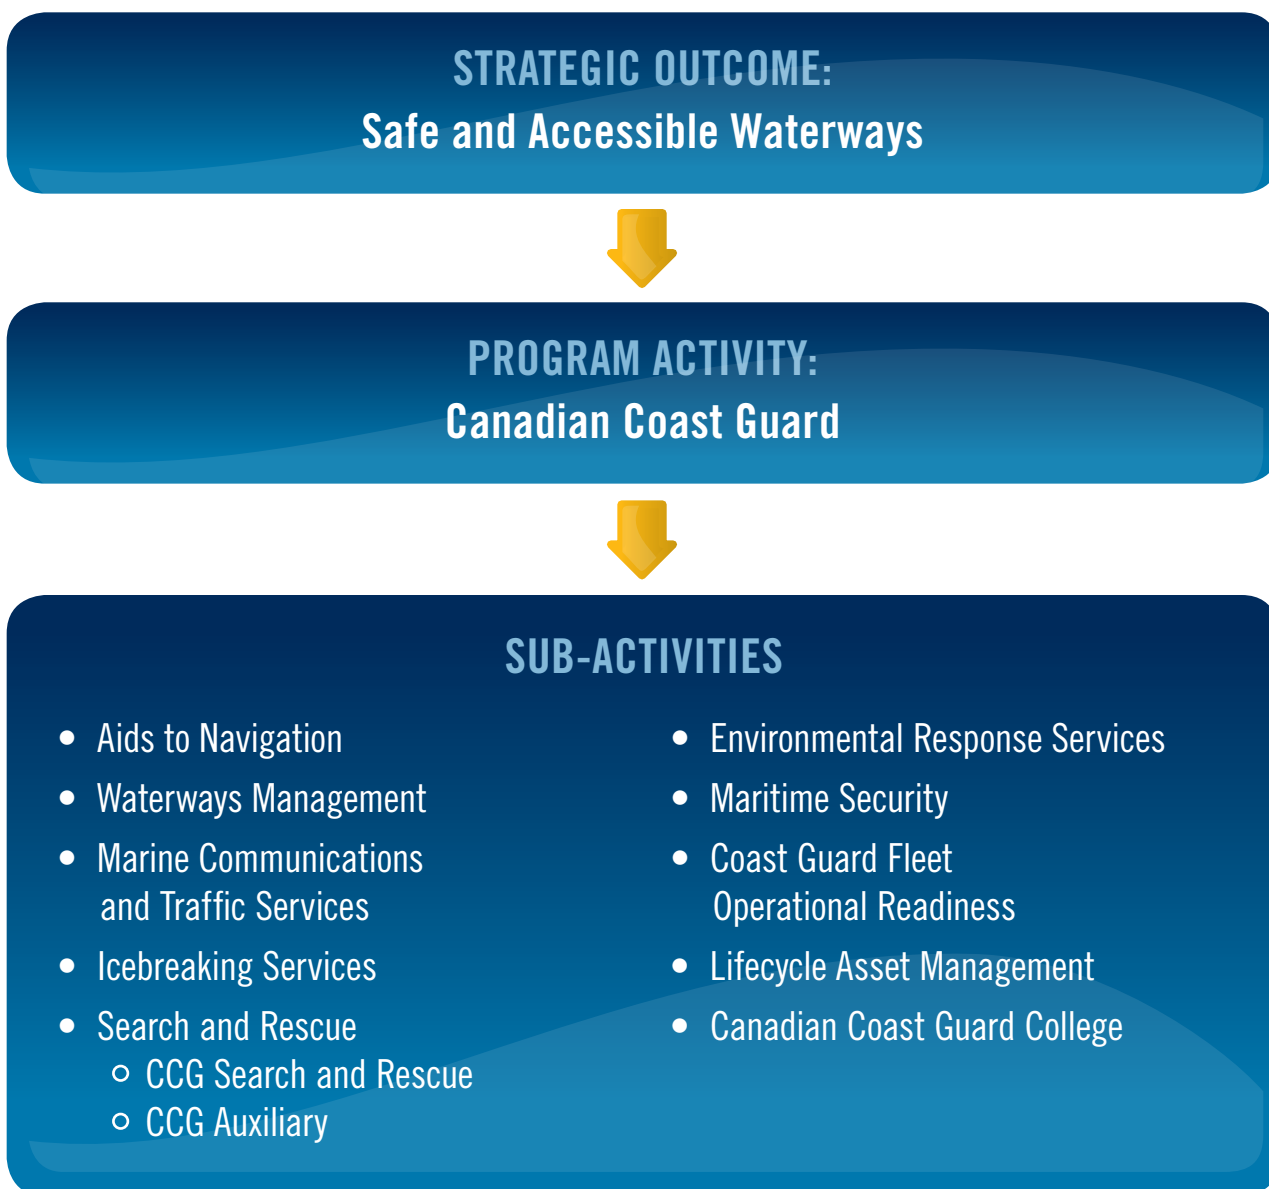 STRATEGIC OUTCOME:
Safe and Accessible Waterways
PROGRAM ACTIVITY:
Canadian Coast Guard
SUB-ACTIVITIES
• Aids to Navigation
• Waterways Management
• Marine Communications
and Traffic Services
• Icebreaking Services
• Search and Rescue
○ CCG Search and Rescue
○ CCG Auxiliary
• Environmental Response Services
• Maritime Security
• Coast Guard Fleet
Operational Readiness
• Lifecycle Asset Management
• Canadian Coast Guard College